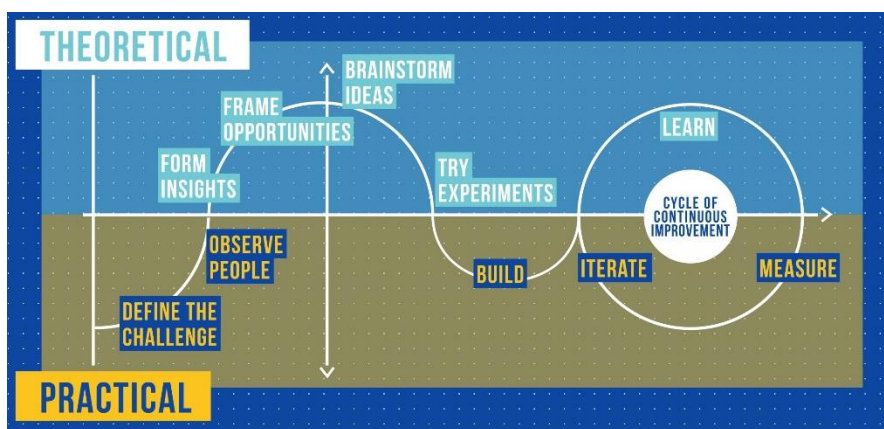 THEORETICAL
BRAINSTORM
IDEAS
FRAME
OPPORTUNITIES
FORM
INSIGHTS
TRY
EXPERIMENTS
LEARN
CYCLE OF
CONTINUOUS
IMPROVEMENT
OBSERVE
PEOPLE
BUILD
ITERATE
MEASURE
DEFINE THE
CHALLENGE
PRACTICAL